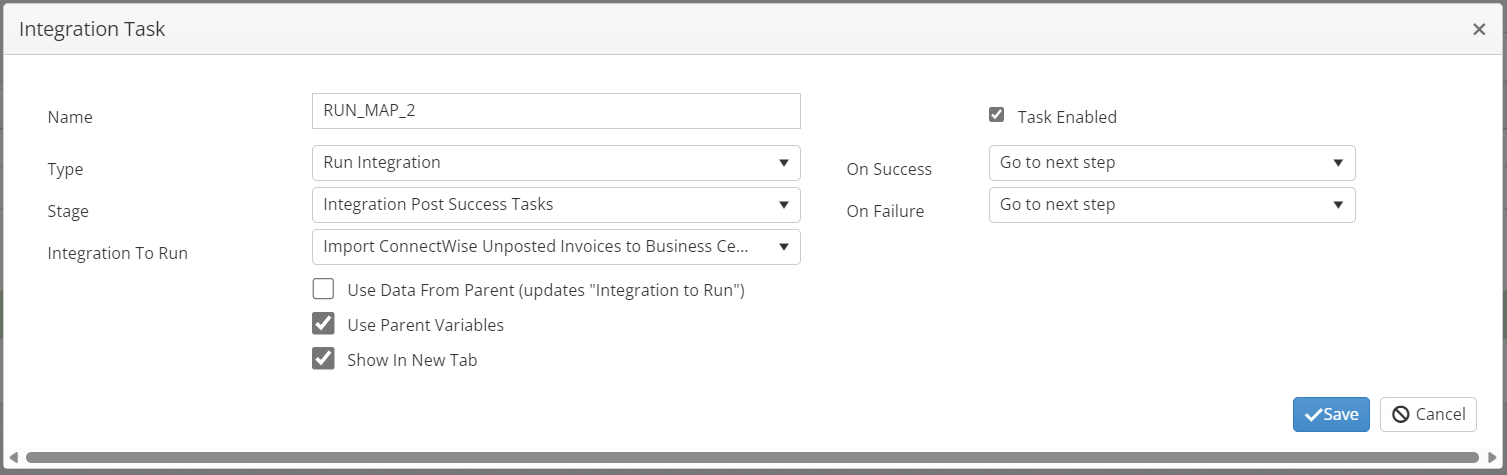 Integration Task
Name
RUN_MAP_2
Task Enabled
Type
Run Integration
On Success
Go to next step
Stage
Integration Post Success Tasks
On Failure
Go to next step
Integration To Run
Import ConnectWise Unposted Invoices to Business Ce...
Use Data From Parent (updates "Integration to Run")
Use Parent Variables
Show In New Tab
Save
Cancel